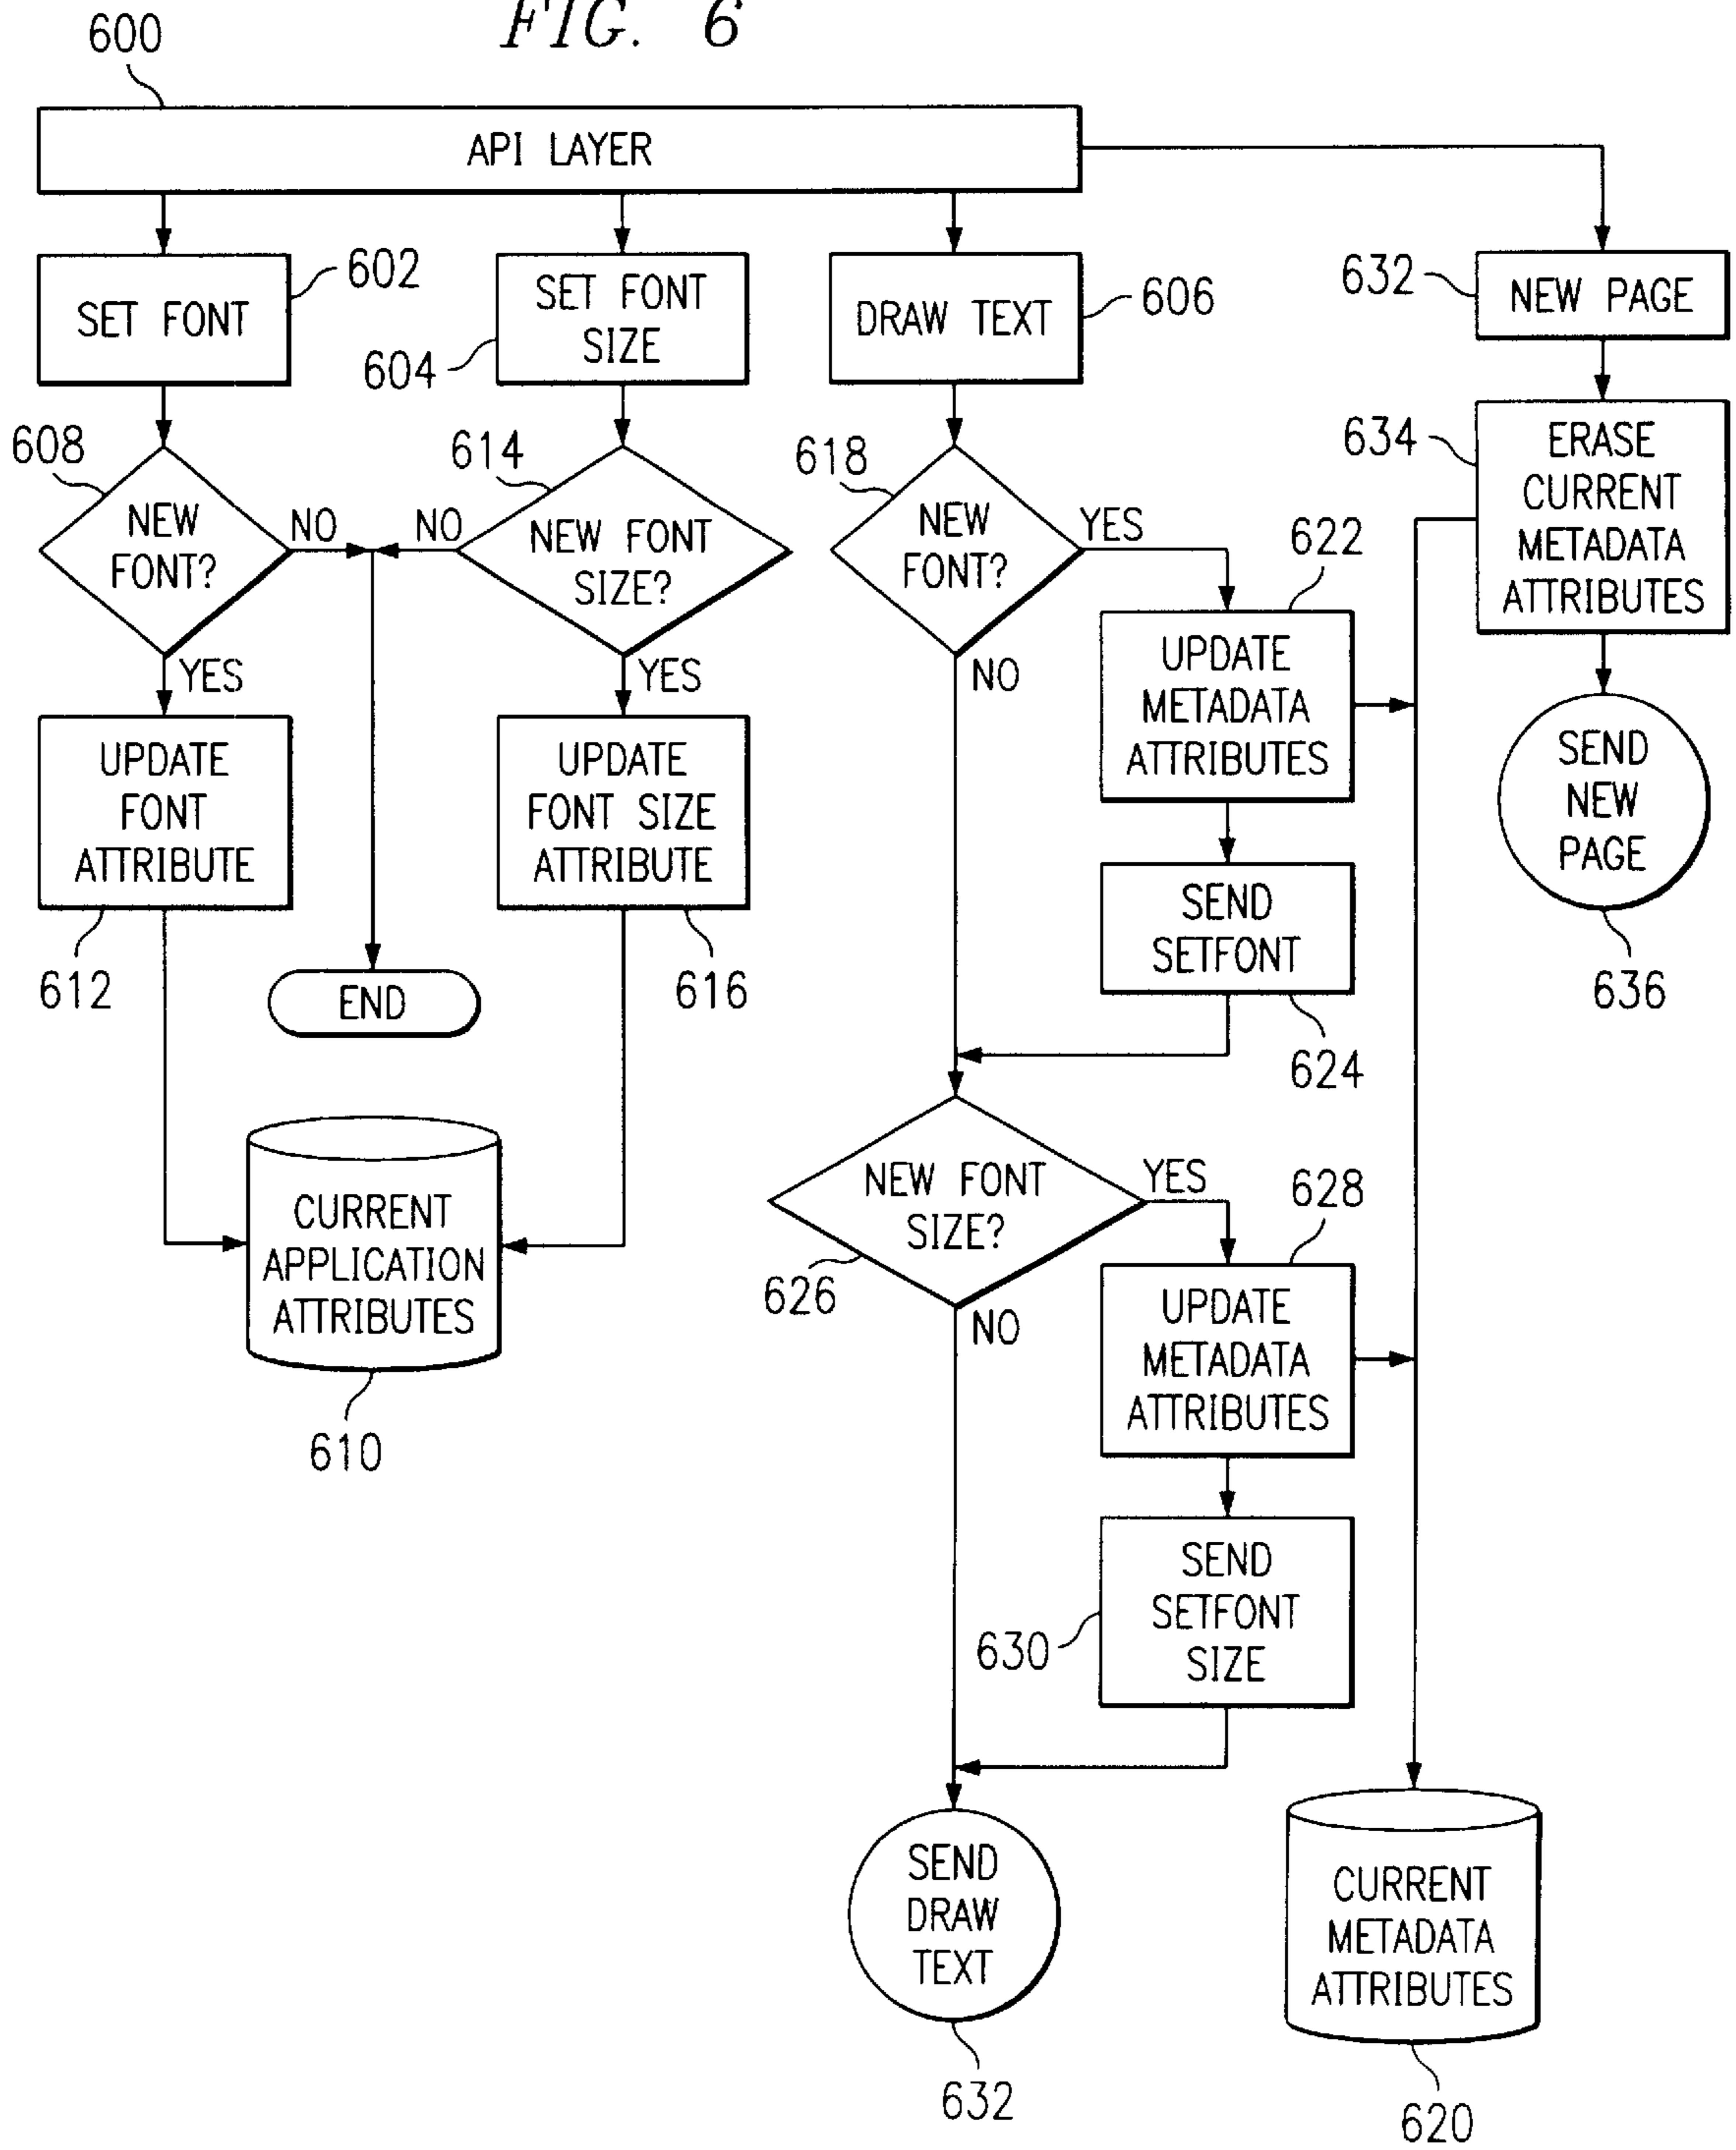 FIG. 6
600
API LAYER
SET FONT
602
SET FONT
SIZE
604
DRAW TEXT
606
632
NEW PAGE
608
NEW
FONT?
NO
YES
614
NEW FONT
SIZE?
NO
YES
618
NEW
FONT?
YES
NO
634
ERASE
CURRENT
METADATA
ATTRIBUTES
622
UPDATE
METADATA
ATTRIBUTES
UPDATE
FONT
ATTRIBUTE
612
UPDATE
FONT SIZE
ATTRIBUTE
616
SEND
NEW
PAGE
636
END
SEND
SETFONT
624
CURRENT
APPLICATION
ATTRIBUTES
610
NEW FONT
SIZE?
YES
626
NO
628
UPDATE
METADATA
ATTRIBUTES
SEND
SETFONT
SIZE
630
SEND
DRAW
TEXT
632
CURRENT
METADATA
ATTRIBUTES
620